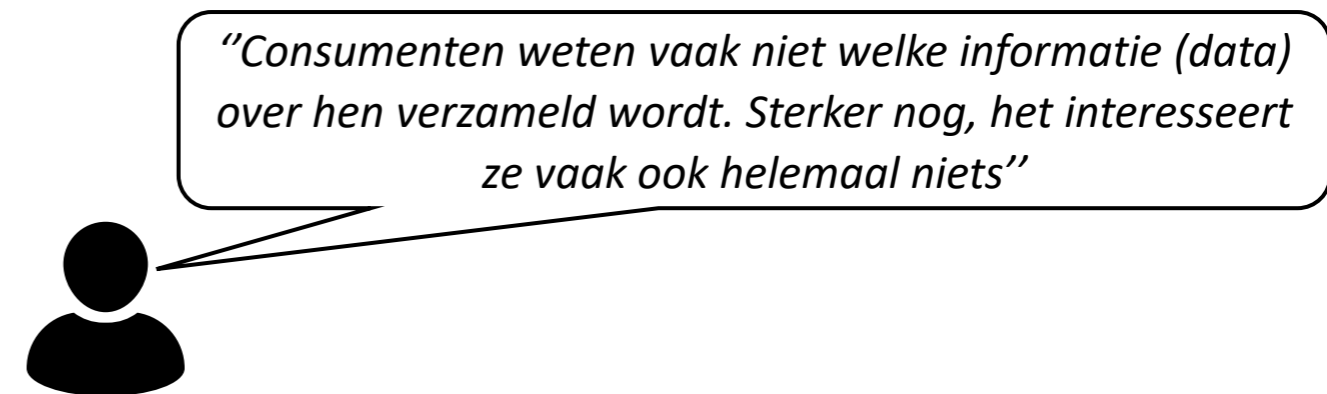 ‘’Consumenten weten vaak niet welke informatie (data)
over hen verzameld wordt. Sterker nog, het interesseert
ze vaak ook helemaal niets’’